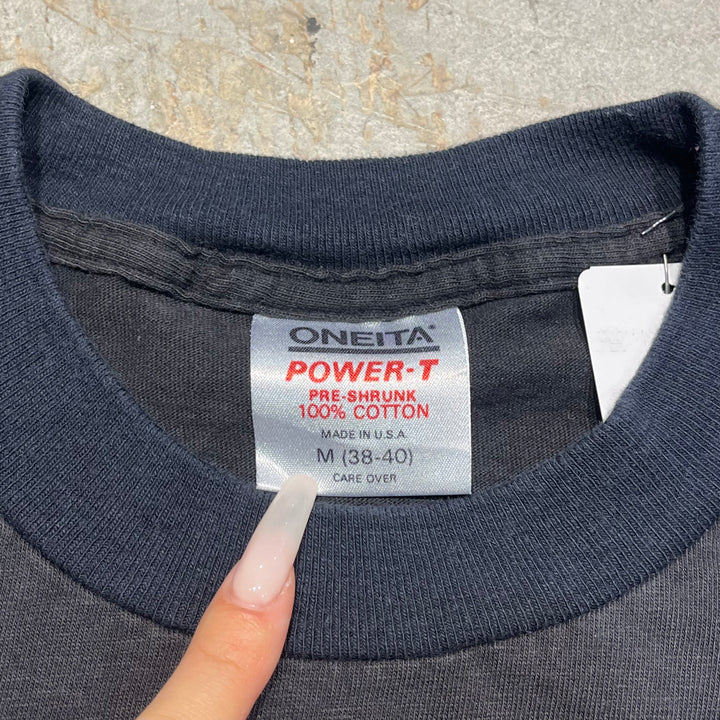 ONEITA®
POWER-T
PRE-SHRUNK
100% COTTON
MADE IN U.S.A.
M (38-40)
CARE OVER